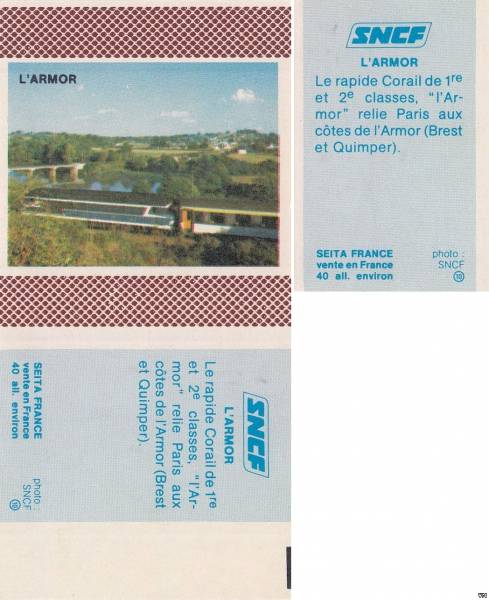 L'ARMOR
SNCF
L'ARMOR
Le rapide Corail de 1re
et 2e classes, "l'Ar-
mor" relie Paris aux
côtes de l'Armor (Brest
et Quimper).
SEITA FRANCE
vente en France
40 all. environ
photo :
SNCF
10
SNCF
L'ARMOR
Le rapide Corail de 1re
et 2e classes, "l'Ar-
mor" relie Paris aux
côtes de l'Armor (Brest
et Quimper).
SEITA FRANCE
vente en France
40 all. environ
photo :
SNCF
10